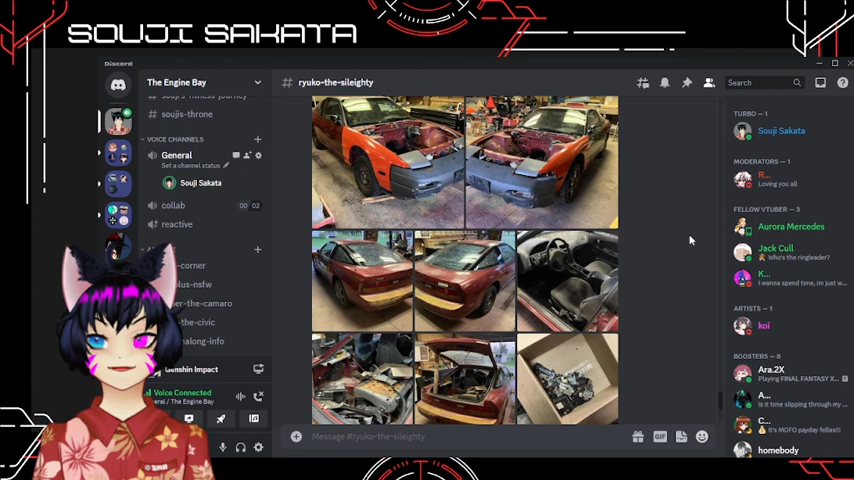 SOUJI SAKATA
Discord
The Engine Bay
# ryuko-the-sileighty
Search
# souji's-fitness-journey
# soujis-throne
VOICE CHANNELS
General
Set a channel status
Souji Sakata
collab
00 02
reactive
-corner
-nsfw
er-the-camaro
-the-civic
Genshin Impact
Voice Connected
eral / The Engine Bay
Message #ryuko-the-sileighty
GIF
TURBO — 1
Souji Sakata
MODERATORS — 1
R...
Loving you all
FELLOW VTUBER — 3
Aurora Mercedes
Jack Cull
Who's the ringleader?
K...
I wanna spend time, im just w...
ARTISTS — 1
koi
BOOSTERS — 8
Ara.2X
Playing FINAL FANTASY X...
A...
Is it time slipping through my ...
C...
It's MOFO payday fellas!!!
homebody